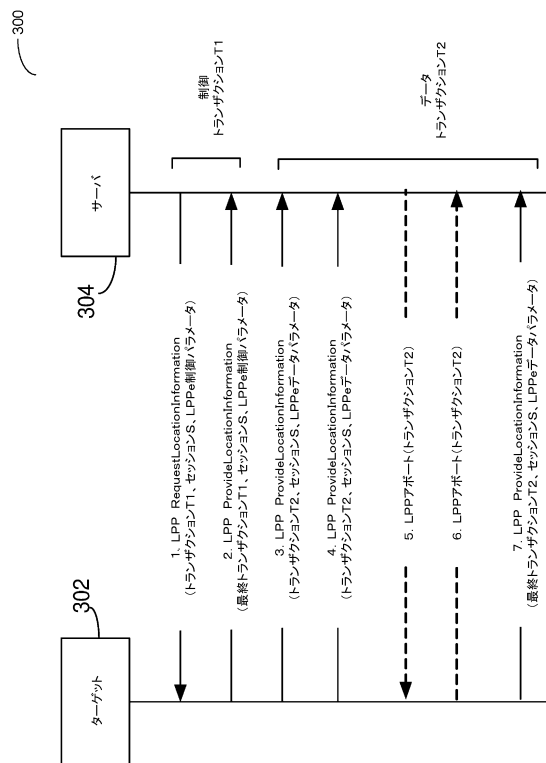 300
ターゲット
302
サーバ
304
1. LPP RequestLocationInformation
(トランザクションT1、セッションS、LPPe制御パラメータ)
2. LPP ProvideLocationInformation
(最終トランザクションT1、セッションS、LPPe制御パラメータ)
3. LPP ProvideLocationInformation
(トランザクションT2、セッションS、LPPeデータパラメータ)
4. LPP ProvideLocationInformation
(トランザクションT2、セッションS、LPPeデータパラメータ)
5. LPPアボート(トランザクションT2)
6. LPPアボート(トランザクションT2)
7. LPP ProvideLocationInformation
(最終トランザクションT2、セッションS、LPPeデータパラメータ)
制御
トランザクションT1
データ
トランザクションT2